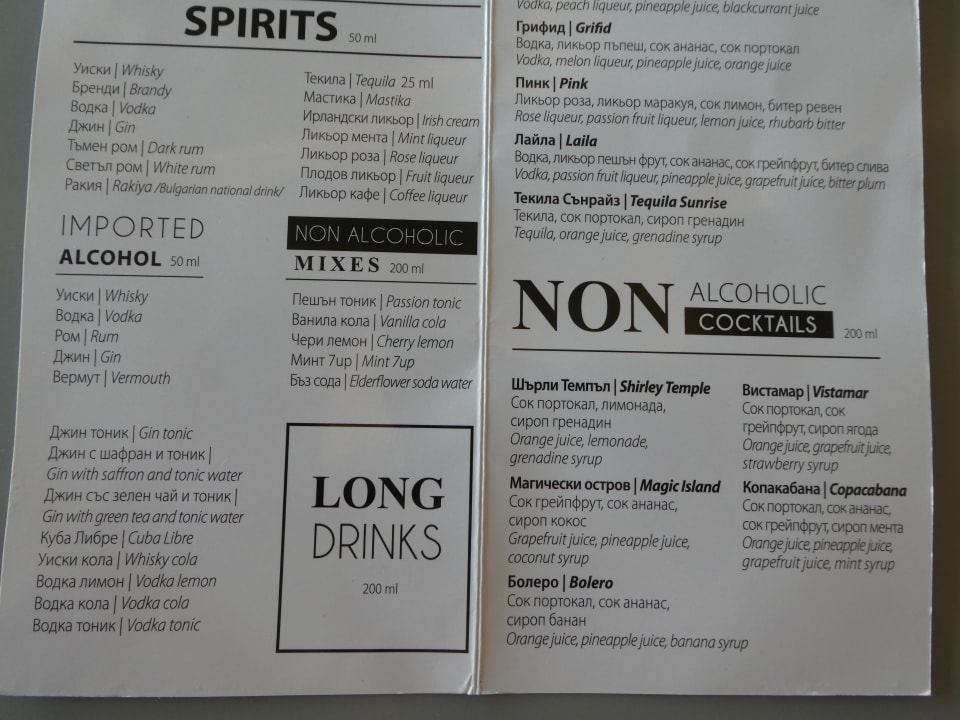 SPIRITS 50 ml
Уиски | Whisky
Бренди | Brandy
Водка | Vodka
Джин | Gin
Тъмен ром | Dark rum
Светъл ром | White rum
Ракия | Rakiya /Bulgarian national drink/
Текила | Tequila 25 ml
Мастика | Mastika
Ирландски ликьор | Irish cream
Ликьор мента | Mint liqueur
Ликьор роза | Rose liqueur
Плодов ликьор | Fruit liqueur
Ликьор кафе | Coffee liqueur
IMPORTED
ALCOHOL 50 ml
Уиски | Whisky
Водка | Vodka
Ром | Rum
Джин | Gin
Вермут | Vermouth
NON ALCOHOLIC
MIXES 200 ml
Пешън тоник | Passion tonic
Ванила кола | Vanilla cola
Чери лемон | Cherry lemon
Минт 7up | Mint 7up
Бъз сода | Elderflower soda water
Джин тоник | Gin tonic
Джин с шафран и тоник |
Gin with saffron and tonic water
Джин със зелен чай и тоник |
Gin with green tea and tonic water
Куба Либре | Cuba Libre
Уиски кола | Whisky cola
Водка лимон | Vodka lemon
Водка кола | Vodka cola
Водка тоник | Vodka tonic
LONG
DRINKS
200 ml
Vodka, peach liqueur, pineapple juice, blackcurrant juice
Грифид | Grifid
Водка, ликьор пъпеш, сок ананас, сок портокал
Vodka, melon liqueur, pineapple juice, orange juice
Пинк | Pink
Ликьор роза, ликьор маракуя, сок лимон, битер ревен
Rose liqueur, passion fruit liqueur, lemon juice, rhubarb bitter
Лайла | Laila
Водка, ликьор пешън фрут, сок ананас, сок грейпфрут, битер слива
Vodka, passion fruit liqueur, pineapple juice, grapefruit juice, bitter plum
Текила Сънрайз | Tequila Sunrise
Текила, сок портокал, сироп гренадин
Tequila, orange juice, grenadine syrup
NON ALCOHOLIC
COCKTAILS 200 ml
Шърли Темпъл | Shirley Temple
Сок портокал, лимонада,
сироп гренадин
Orange juice, lemonade,
grenadine syrup
Магически остров | Magic Island
Сок грейпфрут, сок ананас,
сироп кокос
Grapefruit juice, pineapple juice,
coconut syrup
Болеро | Bolero
Сок портокал, сок ананас,
сироп банан
Orange juice, pineapple juice, banana syrup
Вистамар | Vistamar
Сок портокал, сок
грейпфрут, сироп ягода
Orange juice, grapefruit juice,
strawberry syrup
Копакабана | Copacabana
Сок портокал, сок ананас,
сок грейпфрут, сироп мента
Orange juice, pineapple juice,
grapefruit juice, mint syrup